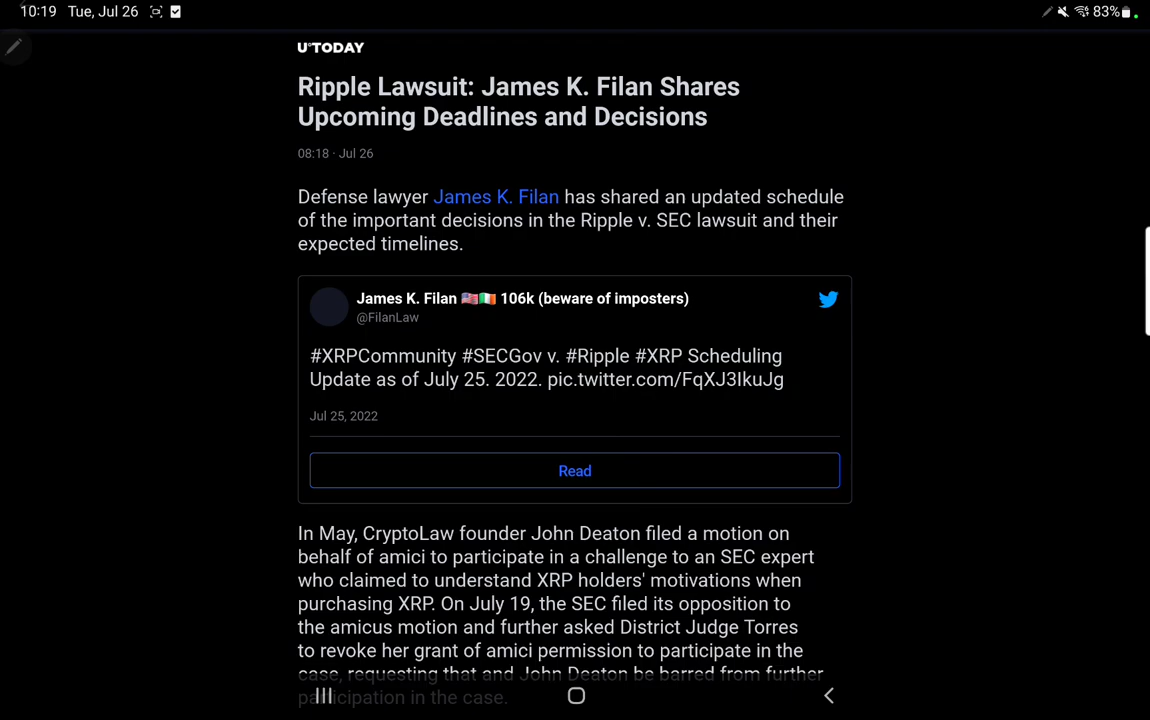 10:19 Tue, Jul 26 83%
U°TODAY
Ripple Lawsuit: James K. Filan Shares
Upcoming Deadlines and Decisions
08:18 · Jul 26
Defense lawyer James K. Filan has shared an updated schedule
of the important decisions in the Ripple v. SEC lawsuit and their
expected timelines.
James K. Filan 🇺🇸🇮🇪 106k (beware of imposters)
@FilanLaw
#XRPCommunity #SECGov v. #Ripple #XRP Scheduling
Update as of July 25. 2022. pic.twitter.com/FqXJ3IkuJg
Jul 25, 2022
Read
In May, CryptoLaw founder John Deaton filed a motion on
behalf of amici to participate in a challenge to an SEC expert
who claimed to understand XRP holders' motivations when
purchasing XRP. On July 19, the SEC filed its opposition to
the amicus motion and further asked District Judge Torres
to revoke her grant of amici permission to participate in the
case, requesting that and John Deaton be barred from further
participation in the case.